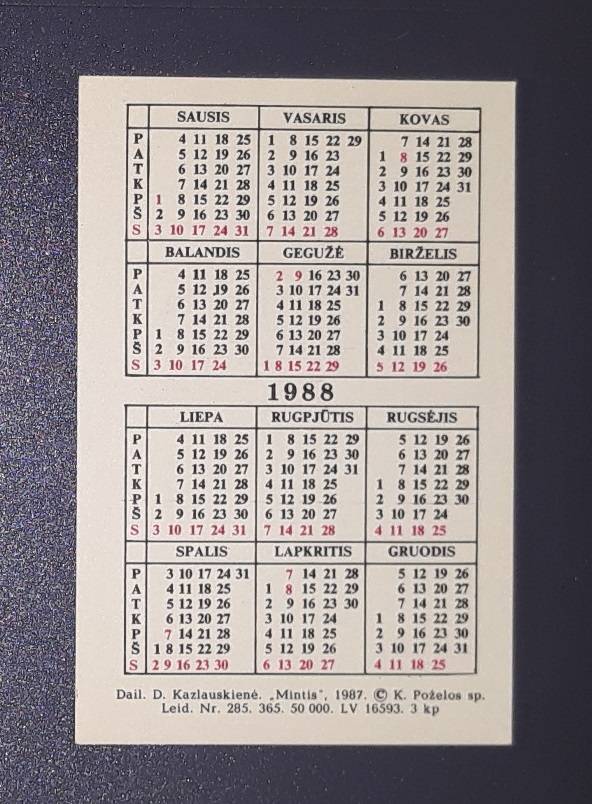 SAUSIS VASARIS KOVAS
P 4 11 18 25 1 8 15 22 29 7 14 21 28
A 5 12 19 26 2 9 16 23 1 8 15 22 29
T 6 13 20 27 3 10 17 24 2 9 16 23 30
K 7 14 21 28 4 11 18 25 3 10 17 24 31
P 1 8 15 22 29 5 12 19 26 4 11 18 25
Š 2 9 16 23 30 6 13 20 27 5 12 19 26
S 3 10 17 24 31 7 14 21 28 6 13 20 27
BALANDIS GEGUŽĖ BIRŽELIS
P 4 11 18 25 2 9 16 23 30 6 13 20 27
A 5 12 19 26 3 10 17 24 31 7 14 21 28
T 6 13 20 27 4 11 18 25 1 8 15 22 29
K 7 14 21 28 5 12 19 26 2 9 16 23 30
P 1 8 15 22 29 6 13 20 27 3 10 17 24
Š 2 9 16 23 30 7 14 21 28 4 11 18 25
S 3 10 17 24 1 8 15 22 29 5 12 19 26
1988
LIEPA RUGPJŪTIS RUGSĖJIS
P 4 11 18 25 1 8 15 22 29 5 12 19 26
A 5 12 19 26 2 9 16 23 30 6 13 20 27
T 6 13 20 27 3 10 17 24 31 7 14 21 28
K 7 14 21 28 4 11 18 25 1 8 15 22 29
P 1 8 15 22 29 5 12 19 26 2 9 16 23 30
Š 2 9 16 23 30 6 13 20 27 3 10 17 24
S 3 10 17 24 31 7 14 21 28 4 11 18 25
SPALIS LAPKRITIS GRUODIS
P 3 10 17 24 31 7 14 21 28 5 12 19 26
A 4 11 18 25 1 8 15 22 29 6 13 20 27
T 5 12 19 26 2 9 16 23 30 7 14 21 28
K 6 13 20 27 3 10 17 24 1 8 15 22 29
P 7 14 21 28 4 11 18 25 2 9 16 23 30
Š 1 8 15 22 29 5 12 19 26 3 10 17 24 31
S 2 9 16 23 30 6 13 20 27 4 11 18 25
Dail. D. Kazlauskienė. „Mintis", 1987. © K. Poželos sp.
Leid. Nr. 285. 365. 50 000. LV 16593. 3 kp